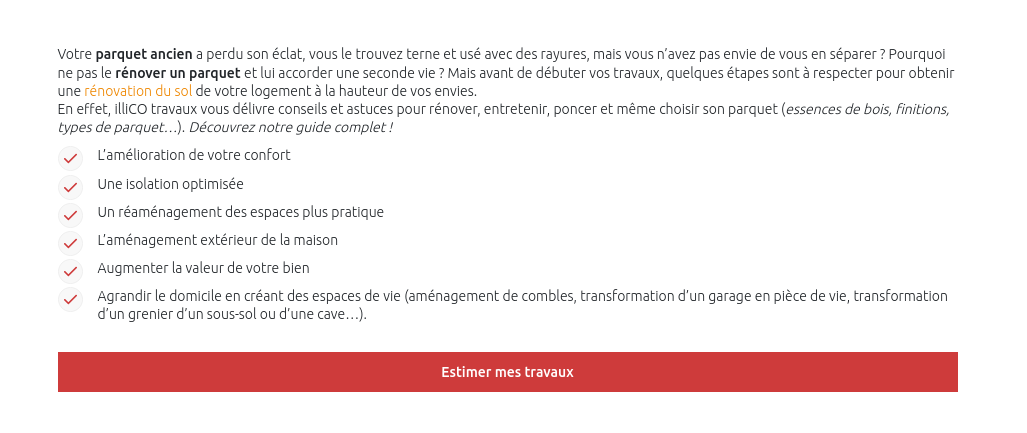 Votre parquet ancien a perdu son éclat, vous le trouvez terne et usé avec des rayures, mais vous n’avez pas envie de vous en séparer ? Pourquoi
ne pas le rénover un parquet et lui accorder une seconde vie ? Mais avant de débuter vos travaux, quelques étapes sont à respecter pour obtenir
une rénovation du sol de votre logement à la hauteur de vos envies.
En effet, illiCO travaux vous délivre conseils et astuces pour rénover, entretenir, poncer et même choisir son parquet (essences de bois, finitions,
types de parquet…). Découvrez notre guide complet !
L’amélioration de votre confort
Une isolation optimisée
Un réaménagement des espaces plus pratique
L’aménagement extérieur de la maison
Augmenter la valeur de votre bien
Agrandir le domicile en créant des espaces de vie (aménagement de combles, transformation d’un garage en pièce de vie, transformation
d’un grenier d’un sous-sol ou d’une cave…).
Estimer mes travaux